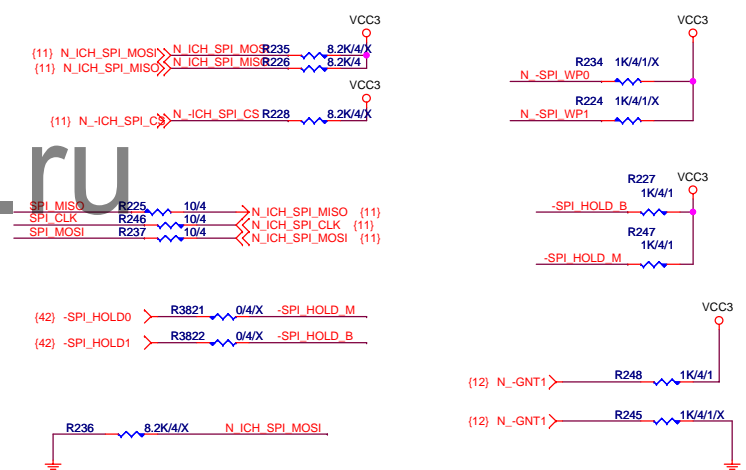 VCC3
{11} N_ICH_SPI_MOSI N_ICH_SPI_MOSI R235 8.2K/4/X
{11} N_ICH_SPI_MISO N_ICH_SPI_MISO R226 8.2K/4
VCC3
{11} N_-ICH_SPI_CS N_-ICH_SPI_CS R228 8.2K/4/X
VCC3
R234 1K/4/1/X
N_-SPI_WP0
R224 1K/4/1/X
N_-SPI_WP1
.ru
SPI_MISO R225 10/4 N_ICH_SPI_MISO {11}
SPI_CLK R246 10/4 N_ICH_SPI_CLK {11}
SPI_MOSI R237 10/4 N_ICH_SPI_MOSI {11}
R227 VCC3
1K/4/1
-SPI_HOLD_B
R247
1K/4/1
-SPI_HOLD_M
{42} -SPI_HOLD0 R3821 0/4/X -SPI_HOLD_M
{42} -SPI_HOLD1 R3822 0/4/X -SPI_HOLD_B
VCC3
{12} N_-GNT1 R248 1K/4/1
{12} N_-GNT1 R245 1K/4/1/X
R236 8.2K/4/X N_ICH_SPI_MOSI